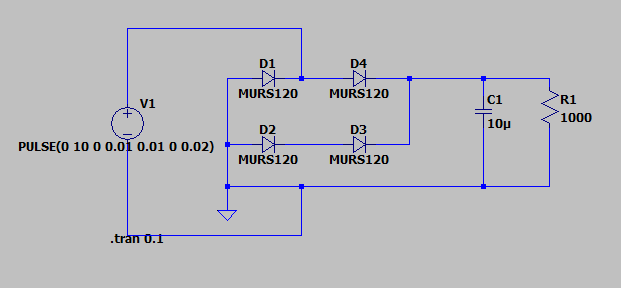 D1
D4
MURS120
MURS120
V1
C1
R1
10µ
1000
D2
D3
PULSE(0 10 0 0.01 0.01 0 0.02)
MURS120
MURS120
.tran 0.1